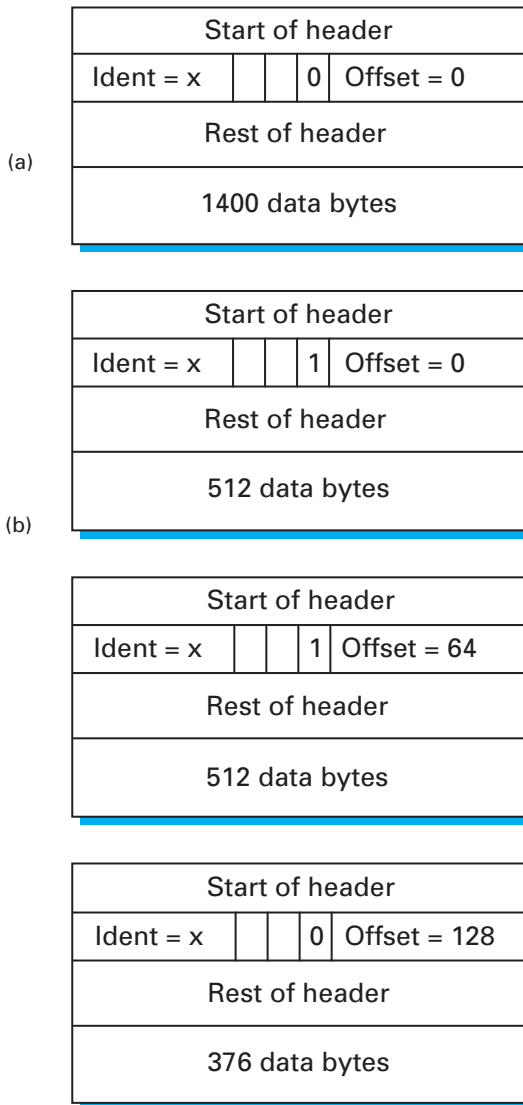 Start of header
Ident = x 0 Offset = 0
Rest of header
(a)
1400 data bytes
Start of header
Ident = x 1 Offset = 0
Rest of header
512 data bytes
(b)
Start of header
Ident = x 1 Offset = 64
Rest of header
512 data bytes
Start of header
Ident = x 0 Offset = 128
Rest of header
376 data bytes